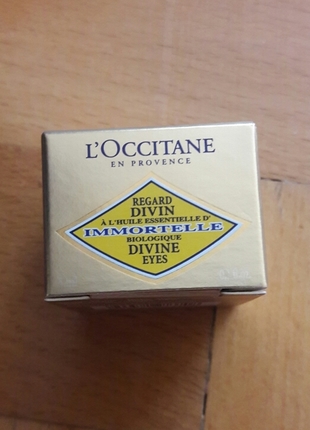 L'OCCITANE
EN PROVENCE
REGARD
DIVIN
À L'HUILE ESSENTIELLE D'
IMMORTELLE
BIOLOGIQUE
DIVINE
EYES